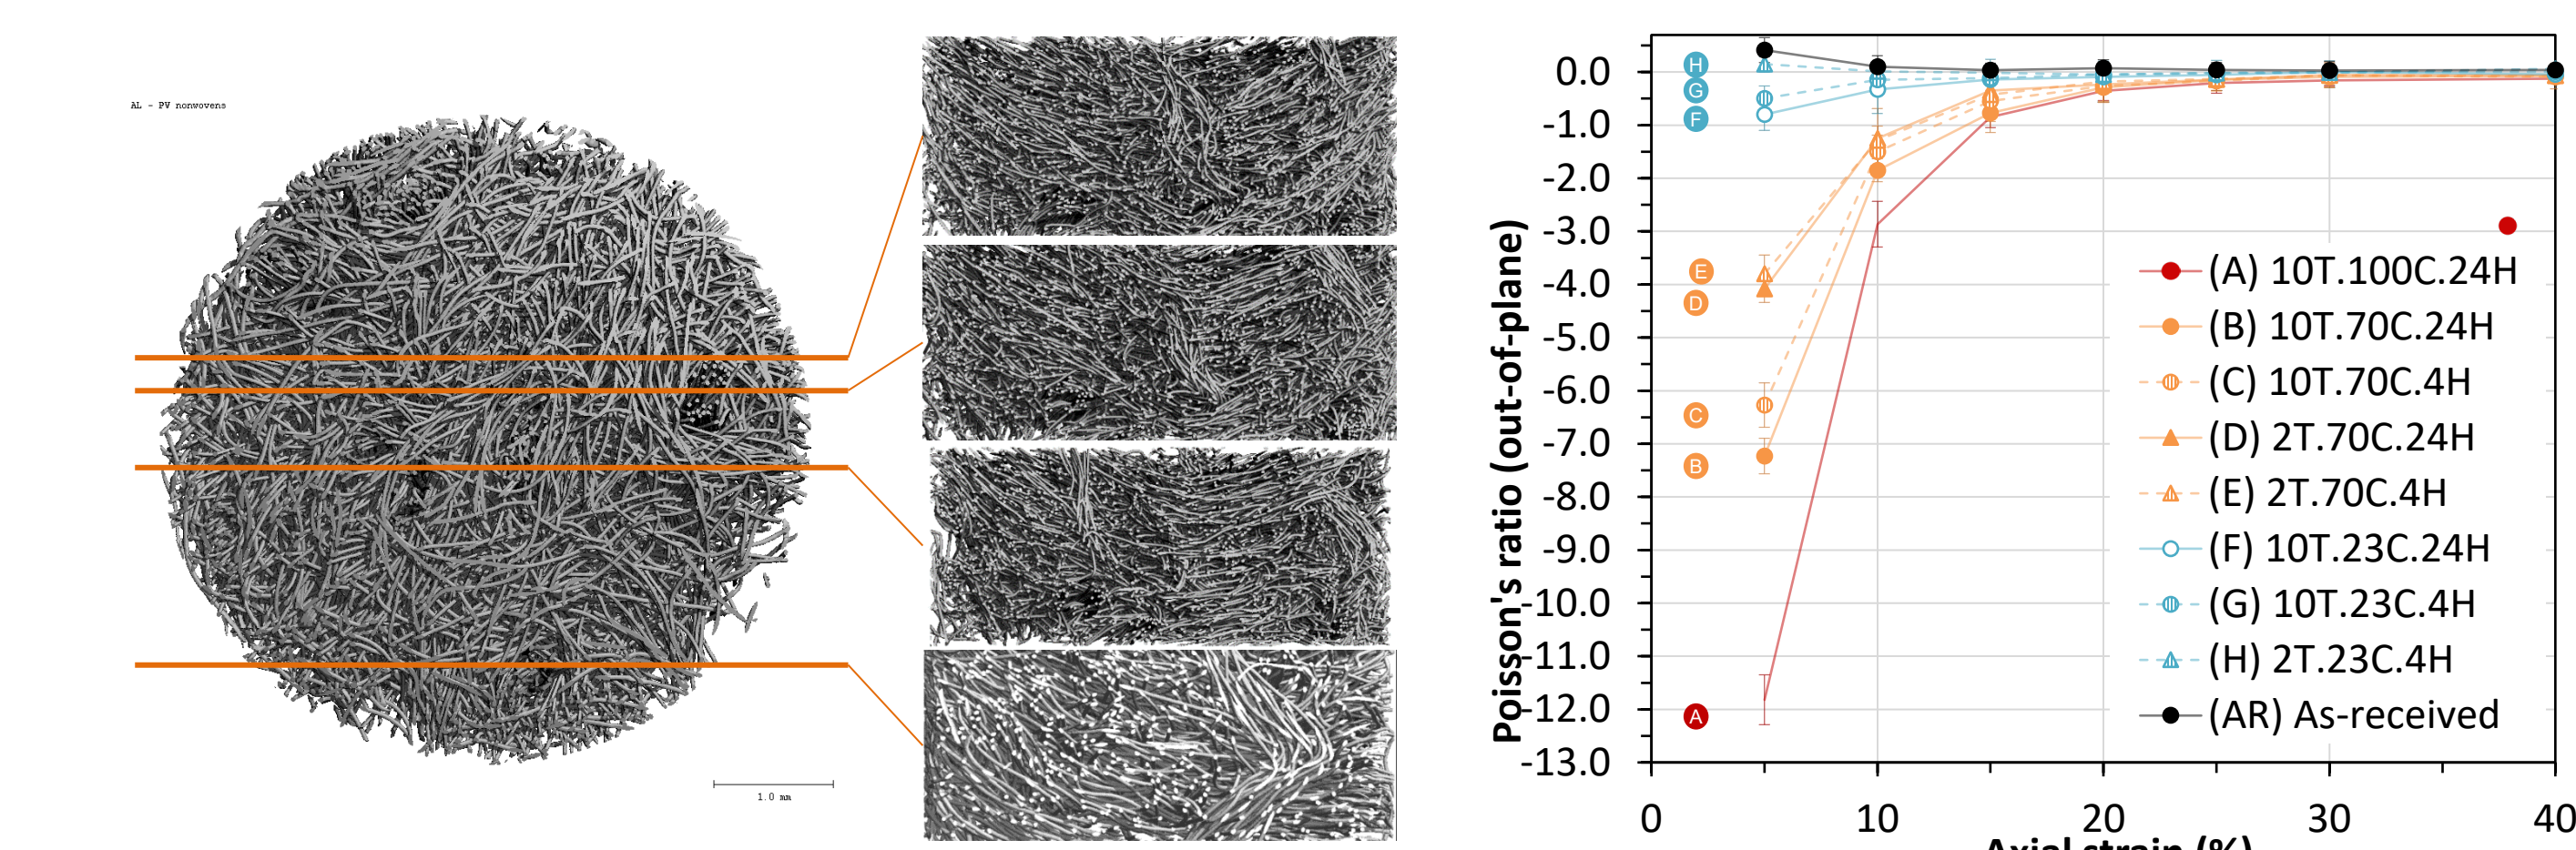 AL - PV nonwovens
1.0 mm
Poisson's ratio (out-of-plane)
0.0
-1.0
-2.0
-3.0
-4.0
-5.0
-6.0
-7.0
-8.0
-9.0
-10.0
-11.0
-12.0
-13.0
H
G
F
E
D
C
B
A
(A) 10T.100C.24H
(B) 10T.70C.24H
(C) 10T.70C.4H
(D) 2T.70C.24H
(E) 2T.70C.4H
(F) 10T.23C.24H
(G) 10T.23C.4H
(H) 2T.23C.4H
(AR) As-received
0 10 20 30 40
Axial strain (%)